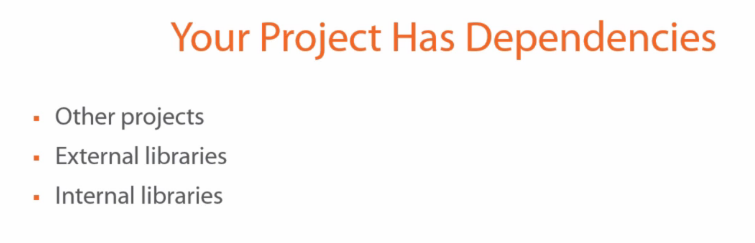 Your Project Has Dependencies
▪ Other projects
▪ External libraries
▪ Internal libraries